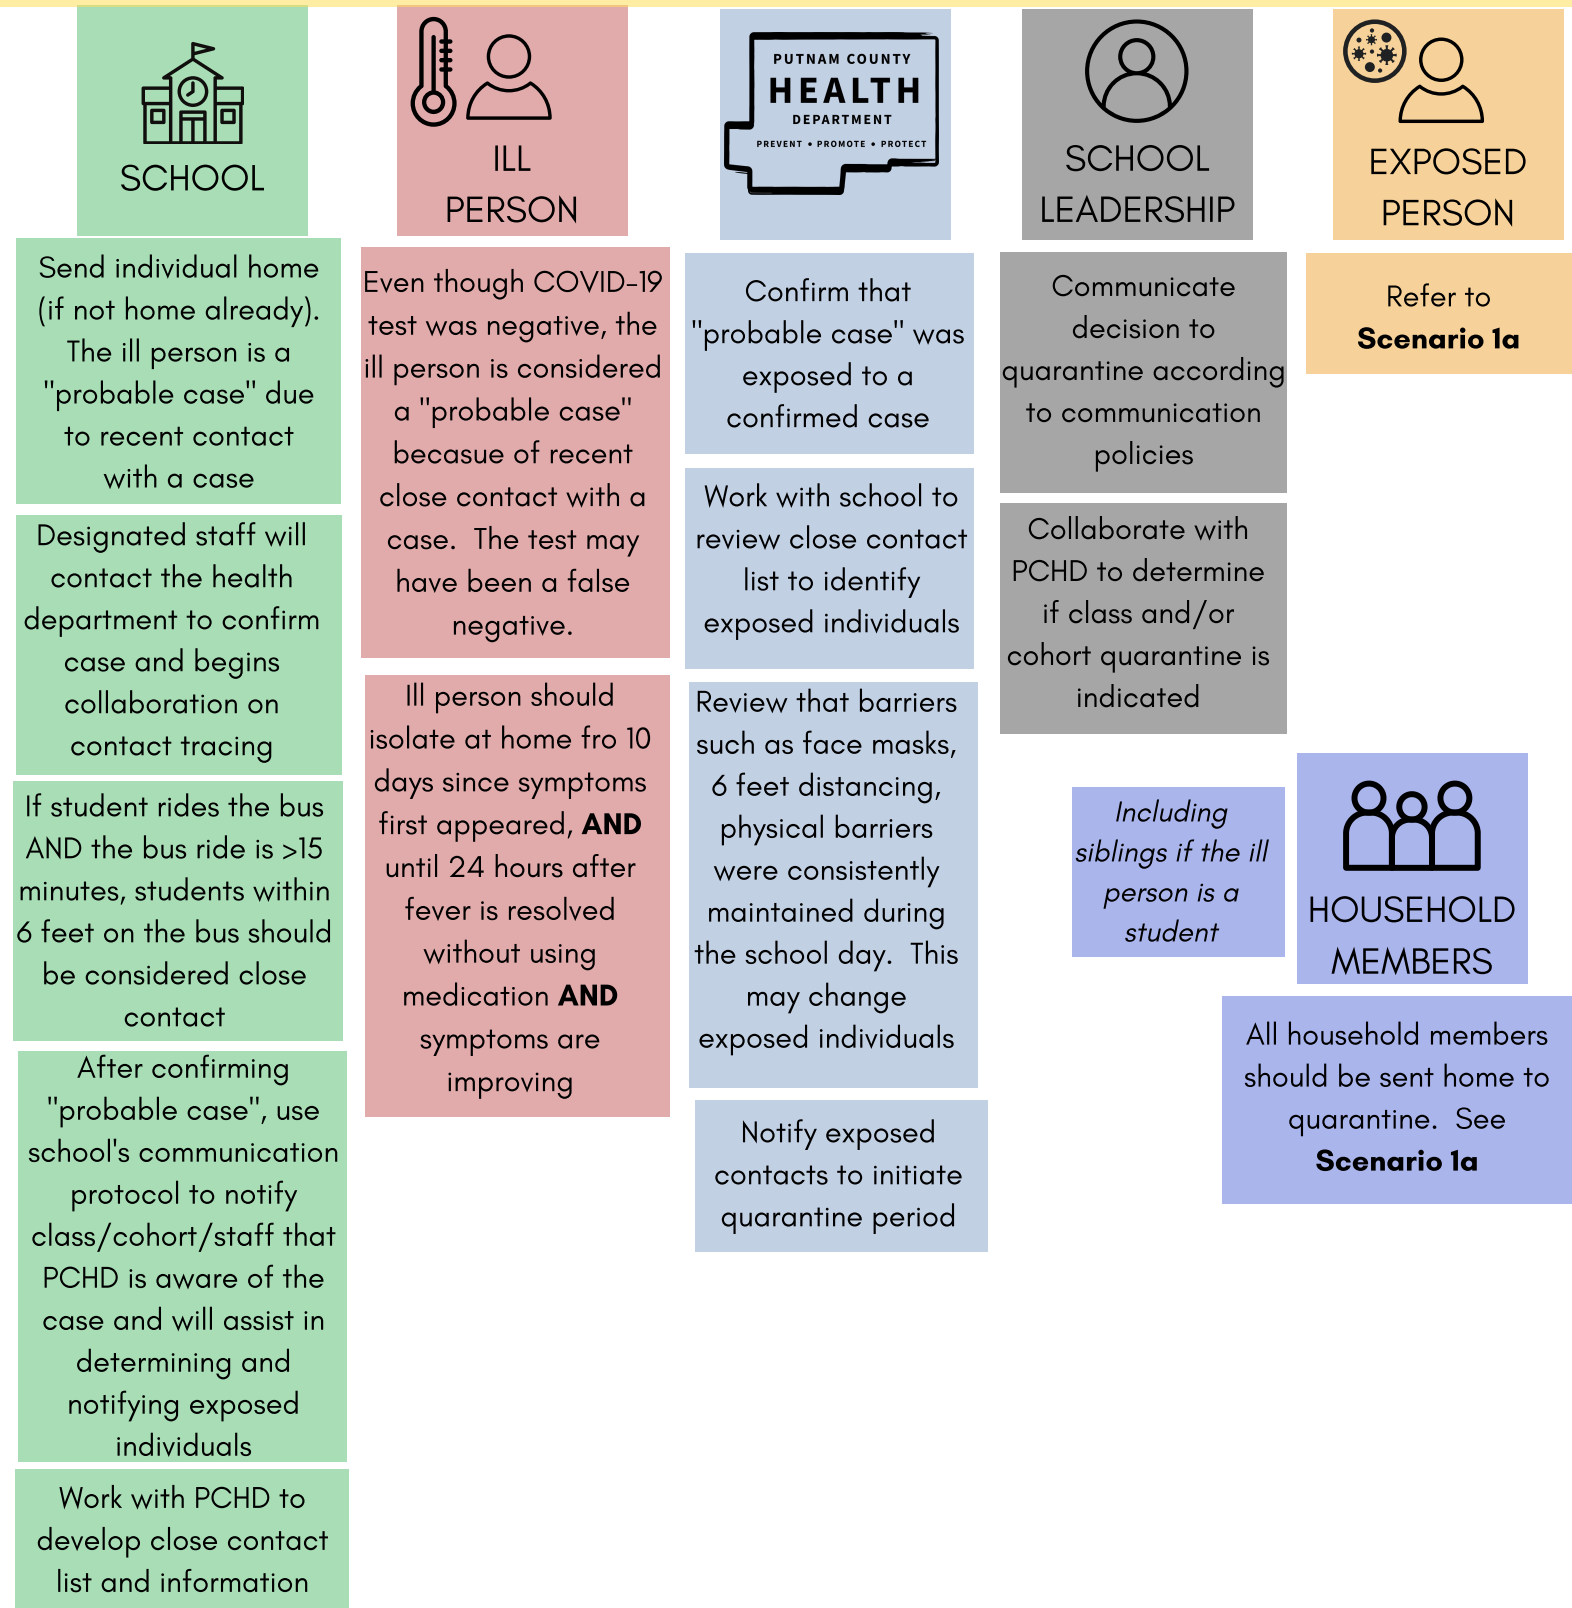 SCHOOL
Send individual home
(if not home already).
The ill person is a
"probable case" due
to recent contact
with a case
Designated staff will
contact the health
department to confirm
case and begins
collaboration on
contact tracing
If student rides the bus
AND the bus ride is >15
minutes, students within
6 feet on the bus should
be considered close
contact
After confirming
"probable case", use
school's communication
protocol to notify
class/cohort/staff that
PCHD is aware of the
case and will assist in
determining and
notifying exposed
individuals
Work with PCHD to
develop close contact
list and information
ILL
PERSON
Even though COVID-19
test was negative, the
ill person is considered
a "probable case"
becasue of recent
close contact with a
case.  The test may
have been a false
negative.
Ill person should
isolate at home fro 10
days since symptoms
first appeared, AND
until 24 hours after
fever is resolved
without using
medication AND
symptoms are
improving
PUTNAM COUNTY
HEALTH
DEPARTMENT
PREVENT • PROMOTE • PROTECT
Confirm that
"probable case" was
exposed to a
confirmed case
Work with school to
review close contact
list to identify
exposed individuals
Review that barriers
such as face masks,
6 feet distancing,
physical barriers
were consistently
maintained during
the school day.  This
may change
exposed individuals
Notify exposed
contacts to initiate
quarantine period
SCHOOL
LEADERSHIP
Communicate
decision to
quarantine according
to communication
policies
Collaborate with
PCHD to determine
if class and/or
cohort quarantine is
indicated
EXPOSED
PERSON
Refer to
Scenario 1a
Including
siblings if the ill
person is a
student
HOUSEHOLD
MEMBERS
All household members
should be sent home to
quarantine.  See
Scenario 1a